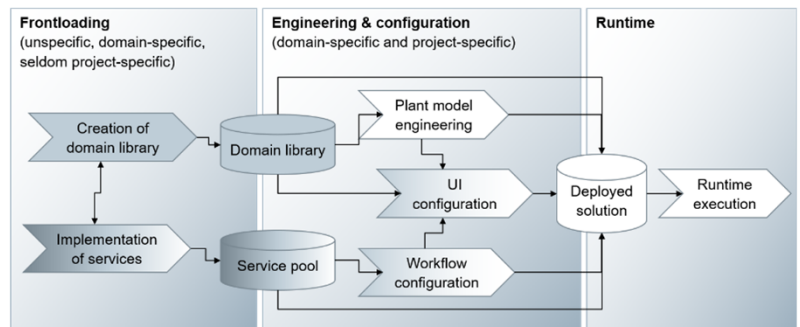 Frontloading
(unspecific, domain-specific,
seldom project-specific)
Engineering & configuration
(domain-specific and project-specific)
Runtime
Creation of
domain library
Domain library
Plant model
engineering
UI
configuration
Deployed
solution
Runtime
execution
Implementation
of services
Service pool
Workflow
configuration